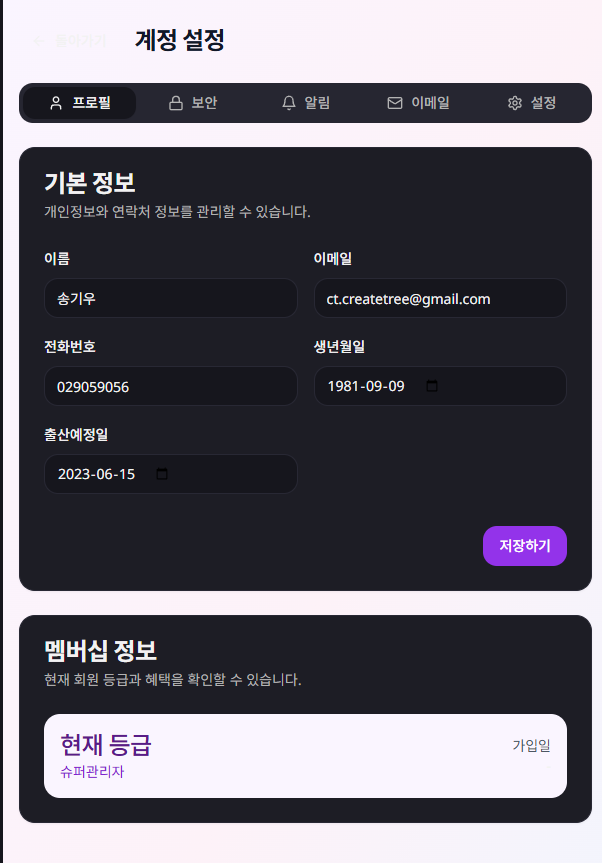 ← 돌아가기 계정 설정
프로필 보안 알림 이메일 설정
기본 정보
개인정보와 연락처 정보를 관리할 수 있습니다.
이름 이메일
송기우 ct.createtree@gmail.com
전화번호 생년월일
029059056 1981-09-09
출산예정일
2023-06-15
저장하기
멤버십 정보
현재 회원 등급과 혜택을 확인할 수 있습니다.
현재 등급 가입일
슈퍼관리자